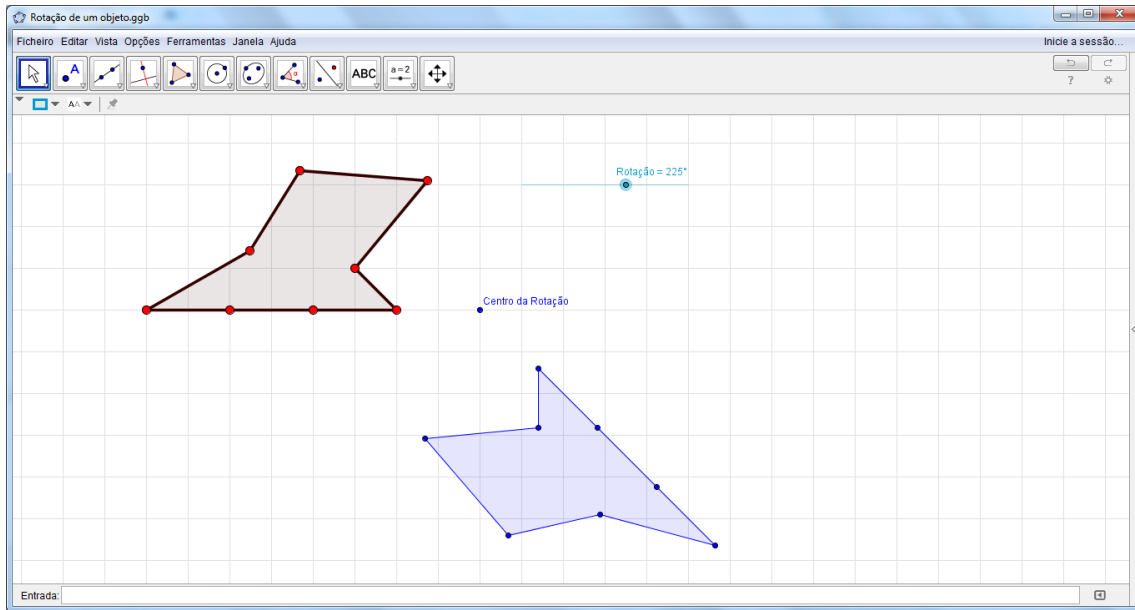 Rotação de um objeto.ggb
Ficheiro Editar Vista Opções Ferramentas Janela Ajuda
Inicie a sessão...
A
α
ABC
a=2
?
AA
Rotação = 225°
Centro da Rotação
Entrada: